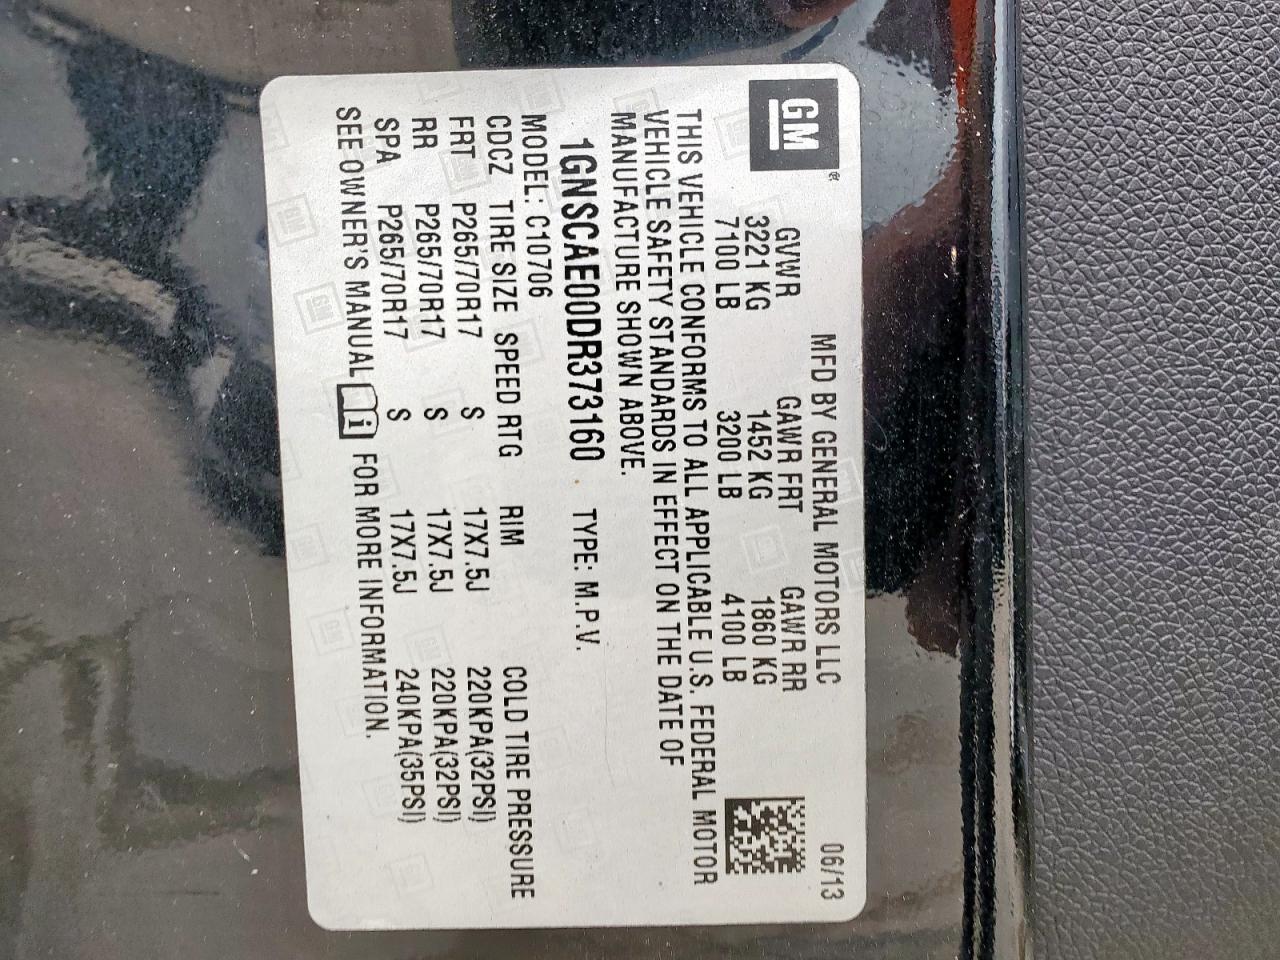 GM
MFD BY GENERAL MOTORS LLC 06/13
GVWR GAWR FRT GAWR RR
3221 KG 1452 KG 1860 KG
7100 LB 3200 LB 4100 LB
THIS VEHICLE CONFORMS TO ALL APPLICABLE U.S. FEDERAL MOTOR
VEHICLE SAFETY STANDARDS IN EFFECT ON THE DATE OF
MANUFACTURE SHOWN ABOVE.
1GNSCAE00DR373160 TYPE: M.P.V.
MODEL: C10706
CDCZ TIRE SIZE SPEED RTG RIM COLD TIRE PRESSURE
FRT P265/70R17 S 17X7.5J 220KPA(32PSI)
RR P265/70R17 S 17X7.5J 220KPA(32PSI)
SPA P265/70R17 S 17X7.5J 240KPA(35PSI)
SEE OWNER'S MANUAL i FOR MORE INFORMATION.